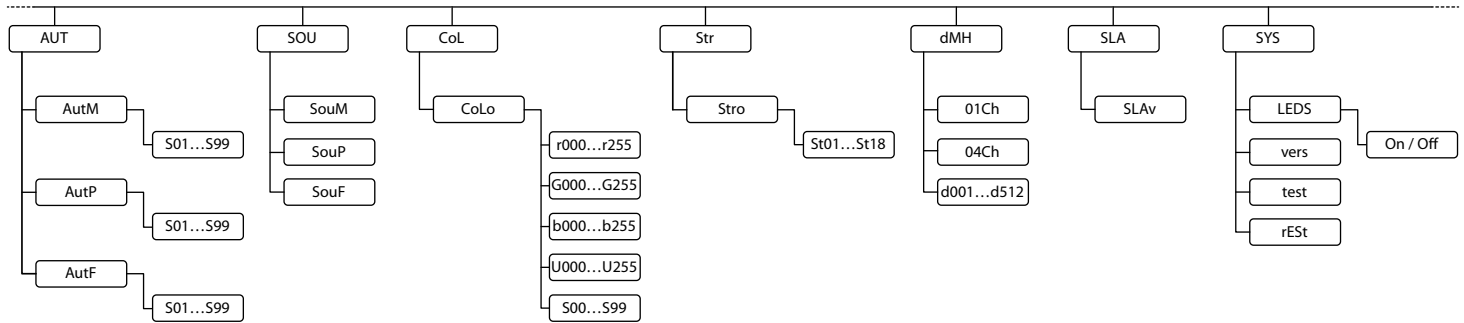 AUT
SOU
CoL
Str
dMH
SLA
SYS
AutM
SouM
CoLo
Stro
01Ch
SLAv
LEDS
S01...S99
r000...r255
St01...St18
On / Off
SouP
04Ch
vers
AutP
SouF
G000...G255
d001...d512
test
S01...S99
b000...b255
rESt
AutF
U000...U255
S01...S99
S00...S99